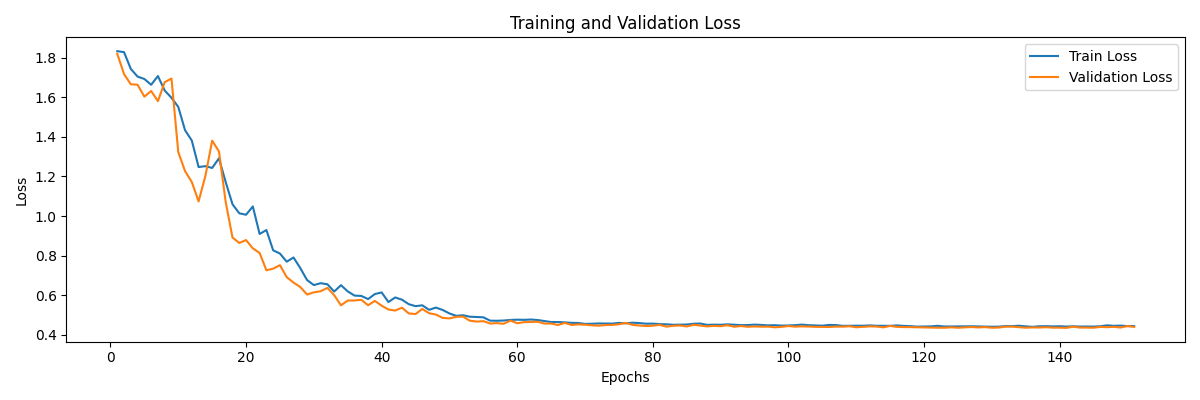 Training and Validation Loss
Train Loss
Validation Loss
Loss
1.8
1.6
1.4
1.2
1.0
0.8
0.6
0.4
0 20 40 60 80 100 120 140
Epochs